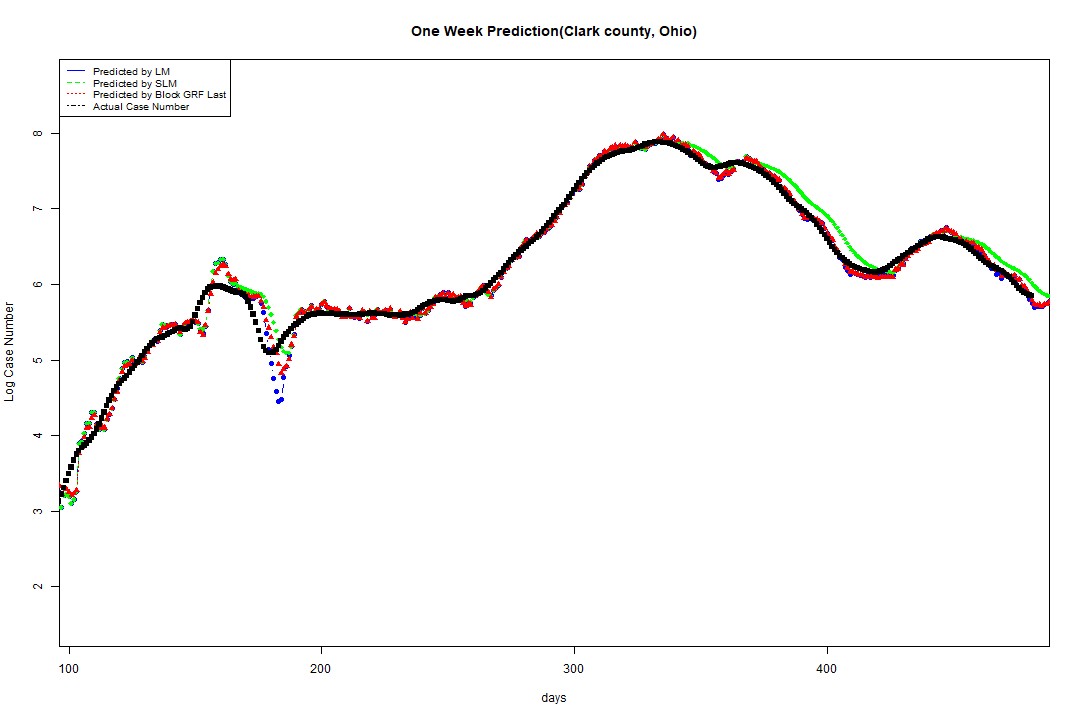 One Week Prediction(Clark county, Ohio)
Predicted by LM
Predicted by SLM
Predicted by Block GRF Last
Actual Case Number
8
7
6
5
4
3
2
Log Case Number
100 200 300 400
days